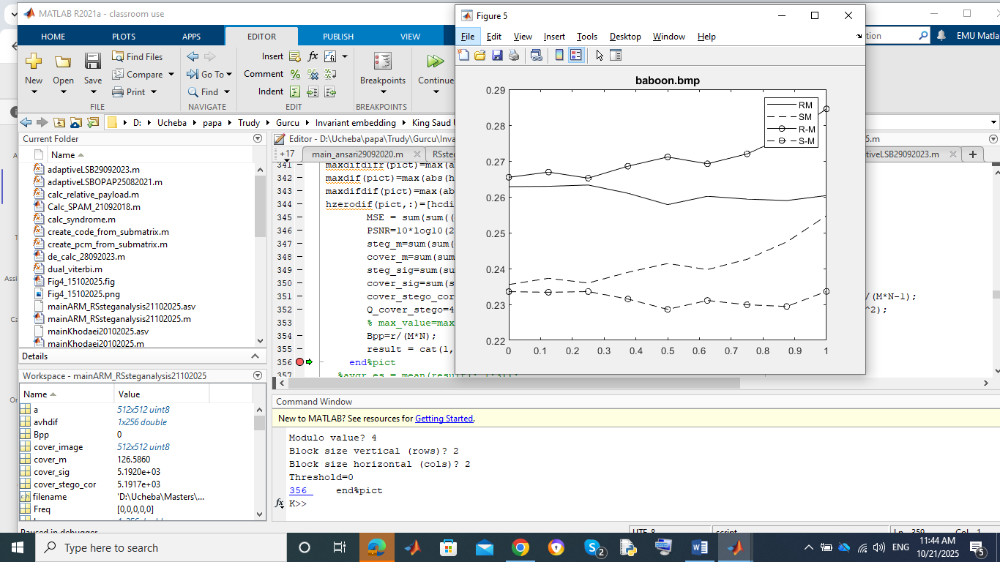 MATLAB R2021a - classroom use
HOME PLOTS APPS EDITOR PUBLISH VIEW
EMU Matla
New Open Save
Find Files
Compare
Print
Go To
Find
Insert
Comment
Indent
Breakpoints
Continue
FILE NAVIGATE EDIT BREAKPOINTS
D: Ucheba papa Trudy Gurcu Invariant embedding King Saud U
Current Folder
Name
adaptiveLSB29092023.m
adaptiveLSBOPAP25082021.m
calc_relative_payload.m
Calc_SPAM_21092018.m
calc_syndrome.m
create_code_from_submatrix.m
create_pcm_from_submatrix.m
de_calc_28092023.m
dual_viterbi.m
Fig4_15102025.fig
Fig4_15102025.png
mainARM_RSsteganalysis21102025.asv
mainARM_RSsteganalysis21102025.m
mainKhodaei20102025.asv
mainKhodaei20102025.m
Details
Workspace - mainARM_RSsteganalysis21102025
Name Value
a 512x512 uint8
avhdif 1x256 double
Bpp 0
cover_image 512x512 uint8
cover_m 126.5860
cover_sig 5.1920e+03
cover_stego_cor 5.1917e+03
filename 'D:\Ucheba\Masters\...
Freq [0,0,0,0,0]
Editor - D:\Ucheba\papa\Trudy\Gurcu\Inva
+17 main_ansari29092020.m RSste
tiveLSB29092023.m
341 maxdifdiff(pict)=max(a
342 maxdif(pict)=max(abs(h
343 maxdifdif(pict)=max(ab
344 hzerodif(pict,:)=[hcdi
345 MSE = sum(sum((
346 PSNR=10*log10(2
347 steg_m=sum(sum(
348 cover_m=sum(sum
349 steg_sig=sum(su
350 cover_sig=sum(s
351 cover_stego_cor /(M*N-1);
352 Q_cover_stego=4 ^2);
353 % max_value=max
354 Bpp=r/(M*N);
355 result = cat(1,
356 end%pict
357
Figure 5
File Edit View Insert Tools Desktop Window Help
baboon.bmp
0.29
0.28
0.27
0.26
0.25
0.24
0.23
0.22
0 0.1 0.2 0.3 0.4 0.5 0.6 0.7 0.8 0.9 1
RM
SM
R-M
S-M
Command Window
New to MATLAB? See resources for Getting Started.
Modulo value? 4
Block size vertical (rows)? 2
Block size horizontal (cols)? 2
Threshold=0
356 end%pict
fx K>>
Paused in debugger
UTF-8 script Ln 359 Col 1
Type here to search
2
ENG
11:44 AM
10/21/2025
5